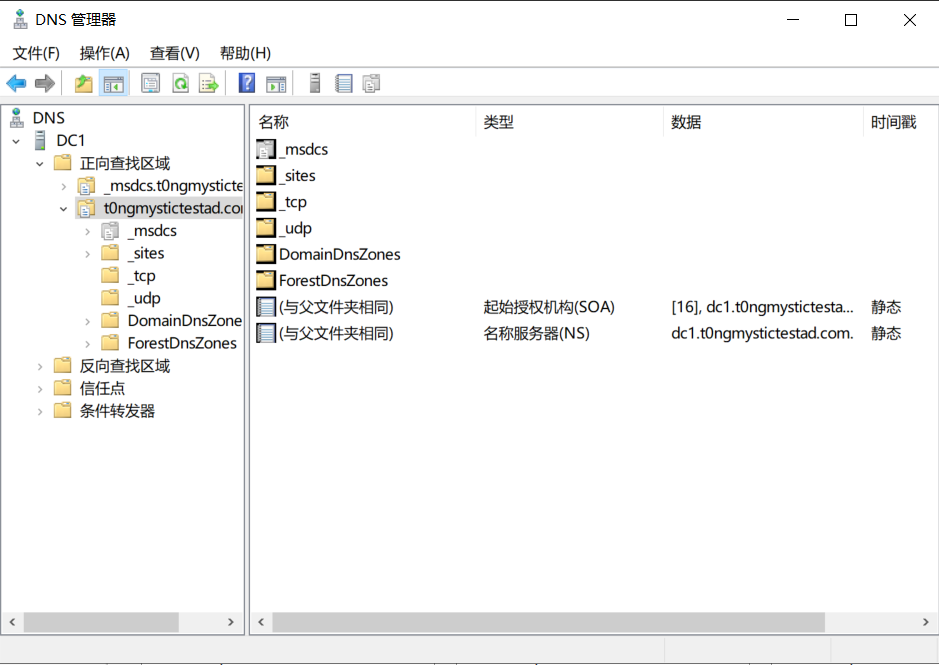 DNS 管理器
文件(F) 操作(A) 查看(V) 帮助(H)
DNS
DC1
正向查找区域
_msdcs.t0ngmysticte
t0ngmystictestad.co
_msdcs
_sites
_tcp
_udp
DomainDnsZone
ForestDnsZones
反向查找区域
信任点
条件转发器
名称 类型 数据 时间戳
_msdcs
_sites
_tcp
_udp
DomainDnsZones
ForestDnsZones
(与父文件夹相同) 起始授权机构(SOA) [16], dc1.t0ngmystictesta... 静态
(与父文件夹相同) 名称服务器(NS) dc1.t0ngmystictestad.com. 静态